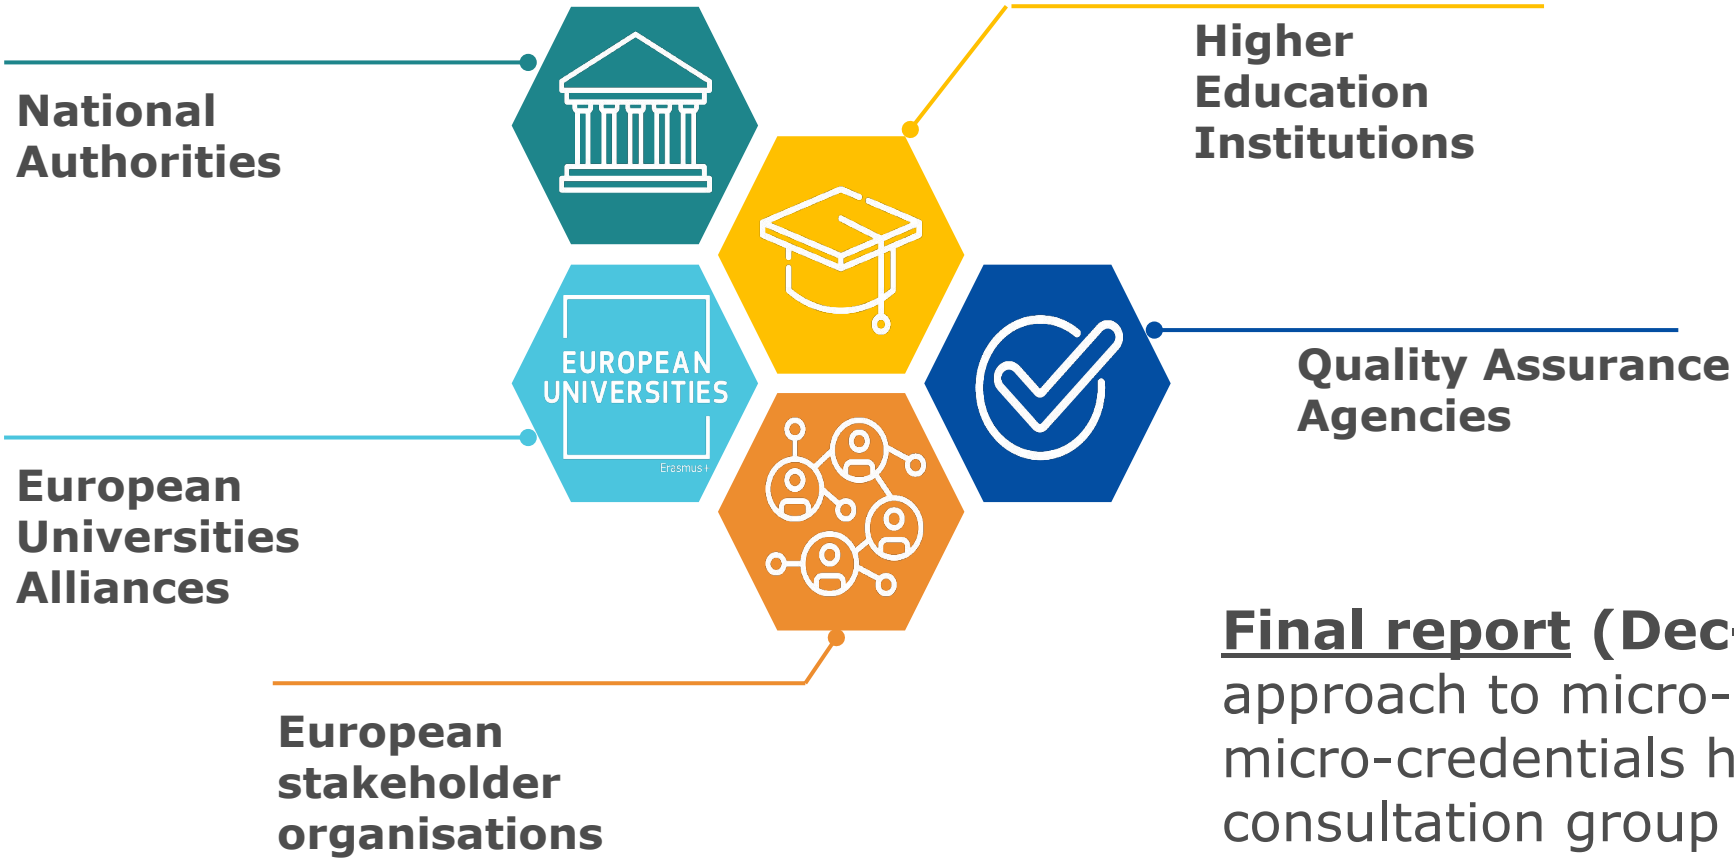 National
Authorities
Higher
Education
Institutions
EUROPEAN
UNIVERSITIES
Erasmus+
Quality Assurance
Agencies
European
Universities
Alliances
European
stakeholder
organisations
Final report (Dec-
approach to micro-
micro-credentials h
consultation group